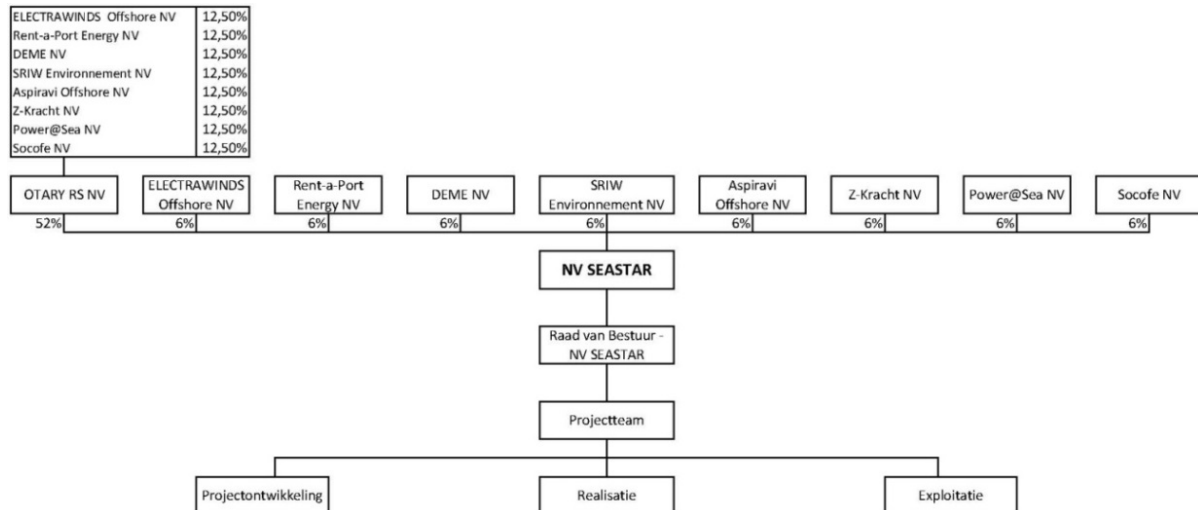 ELECTRAWINDS Offshore NV 12,50%
Rent-a-Port Energy NV 12,50%
DEME NV 12,50%
SRIW Environnement NV 12,50%
Aspiravi Offshore NV 12,50%
Z-Kracht NV 12,50%
Power@Sea NV 12,50%
Socofe NV 12,50%
OTARY RS NV
ELECTRAWINDS
Offshore NV
Rent-a-Port
Energy NV
DEME NV
SRIW
Environnement NV
Aspiravi
Offshore NV
Z-Kracht NV
Power@Sea NV
Socofe NV
52% 6% 6% 6% 6% 6% 6% 6% 6%
NV SEASTAR
Raad van Bestuur -
NV SEASTAR
Projectteam
Projectontwikkeling
Realisatie
Exploitatie